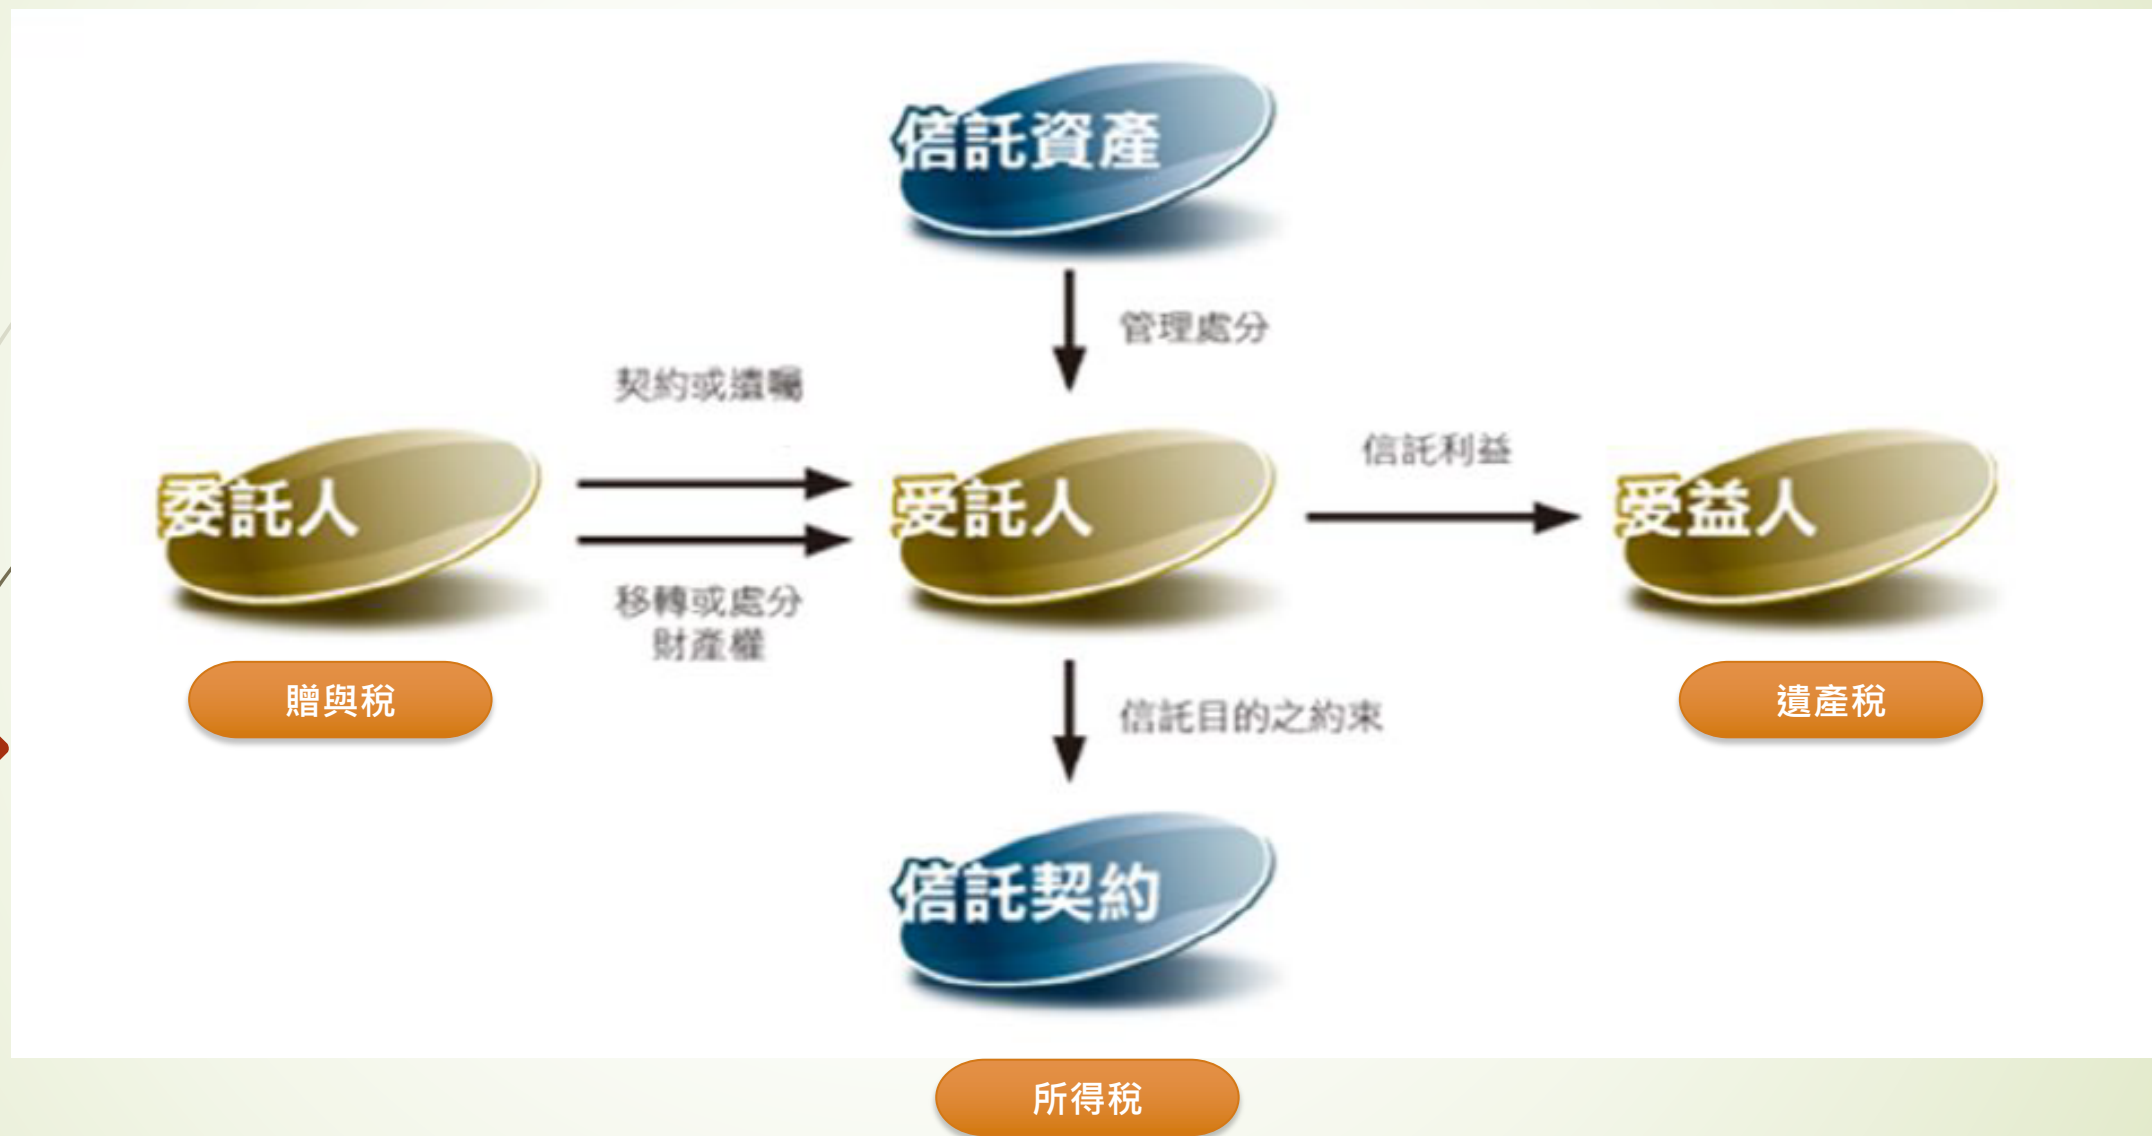 信託資產
管理處分
契約或遺囑
信託利益
委託人
受託人
受益人
移轉或處分
財產權
贈與稅
信託目的之約束
遺產稅
信託契約
所得稅